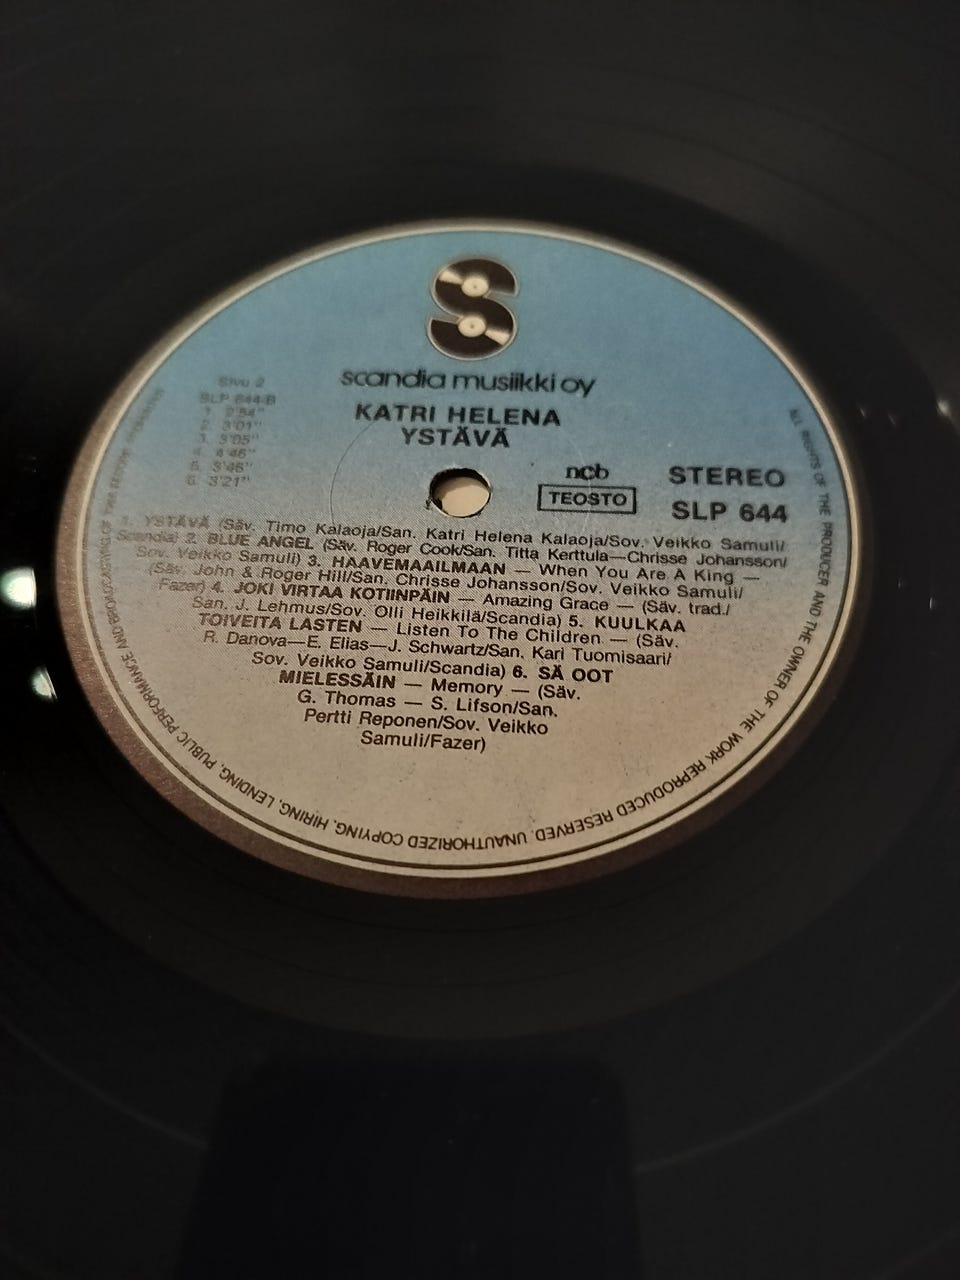 scandia musiikki oy
KATRI HELENA
YSTÄVÄ
Sivu 2
SLP 644-B
1. 2'54"
2. 3'01"
3. 3'05"
4. 4'46"
5. 3'46"
6. 3'21"
ncb
TEOSTO
STEREO
SLP 644
1. YSTÄVÄ (Säv. Timo Kalaoja/San. Katri Helena Kalaoja/Sov. Veikko Samuli/
Scandia) 2. BLUE ANGEL (Säv. Roger Cook/San. Titta Kerttula—Chrisse Johansson/
Sov. Veikko Samuli) 3. HAAVEMAAILMAAN — When You Are A King —
(Säv. John & Roger Hill/San. Chrisse Johansson/Sov. Veikko Samuli/
Fazer) 4. JOKI VIRTAA KOTIINPÄIN — Amazing Grace — (Säv. trad./
San. J. Lehmus/Sov. Olli Heikkilä/Scandia) 5. KUULKAA
TOIVEITA LASTEN — Listen To The Children — (Säv.
R. Danova—E. Elias—J. Schwartz/San. Kari Tuomisaari/
Sov. Veikko Samuli/Scandia) 6. SÄ OOT
MIELESSÄIN — Memory — (Säv.
G. Thomas — S. Lifson/San.
Pertti Reponen/Sov. Veikko
Samuli/Fazer)
ALL RIGHTS OF THE PRODUCER AND THE OWNER OF THE WORK REPRODUCED RESERVED. UNAUTHORIZED COPYING, HIRING, LENDING, PUBLIC PERFORMANCE AND BROADCASTING OF THIS RECORD PROHIBITED